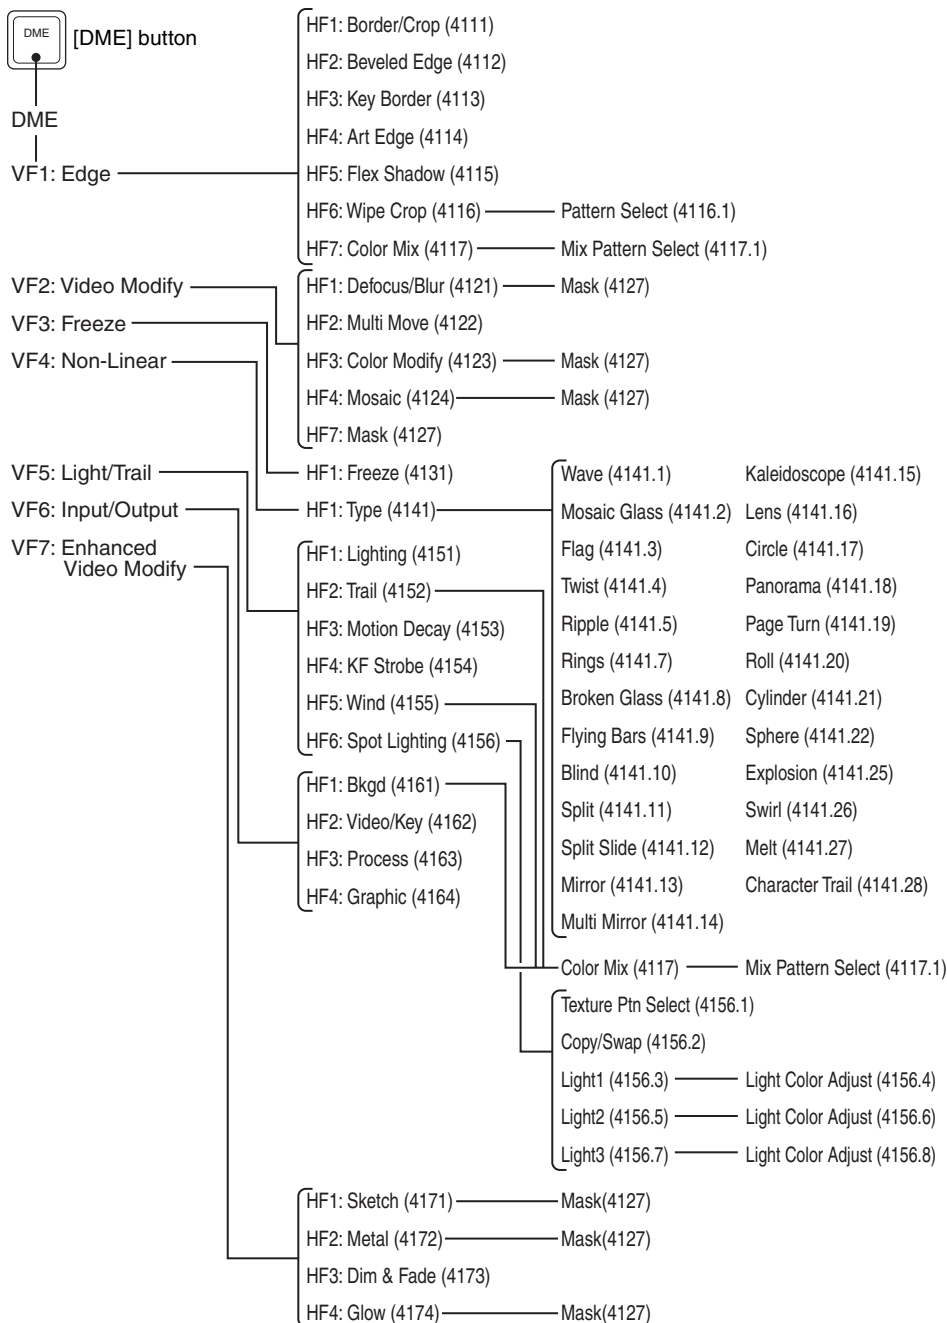 DME
[DME] button
DME
VF1: Edge
HF1: Border/Crop (4111)
HF2: Beveled Edge (4112)
HF3: Key Border (4113)
HF4: Art Edge (4114)
HF5: Flex Shadow (4115)
HF6: Wipe Crop (4116)
Pattern Select (4116.1)
HF7: Color Mix (4117)
Mix Pattern Select (4117.1)
VF2: Video Modify
HF1: Defocus/Blur (4121)
Mask (4127)
HF2: Multi Move (4122)
HF3: Color Modify (4123)
Mask (4127)
HF4: Mosaic (4124)
Mask (4127)
HF7: Mask (4127)
VF3: Freeze
HF1: Freeze (4131)
VF4: Non-Linear
HF1: Type (4141)
Wave (4141.1)
Mosaic Glass (4141.2)
Flag (4141.3)
Twist (4141.4)
Ripple (4141.5)
Rings (4141.7)
Broken Glass (4141.8)
Flying Bars (4141.9)
Blind (4141.10)
Split (4141.11)
Split Slide (4141.12)
Mirror (4141.13)
Multi Mirror (4141.14)
Kaleidoscope (4141.15)
Lens (4141.16)
Circle (4141.17)
Panorama (4141.18)
Page Turn (4141.19)
Roll (4141.20)
Cylinder (4141.21)
Sphere (4141.22)
Explosion (4141.25)
Swirl (4141.26)
Melt (4141.27)
Character Trail (4141.28)
VF5: Light/Trail
HF1: Lighting (4151)
HF2: Trail (4152)
HF3: Motion Decay (4153)
HF4: KF Strobe (4154)
HF5: Wind (4155)
HF6: Spot Lighting (4156)
VF6: Input/Output
HF1: Bkgd (4161)
HF2: Video/Key (4162)
HF3: Process (4163)
HF4: Graphic (4164)
Color Mix (4117)
Mix Pattern Select (4117.1)
Texture Ptn Select (4156.1)
Copy/Swap (4156.2)
Light1 (4156.3)
Light Color Adjust (4156.4)
Light2 (4156.5)
Light Color Adjust (4156.6)
Light3 (4156.7)
Light Color Adjust (4156.8)
VF7: Enhanced
Video Modify
HF1: Sketch (4171)
Mask(4127)
HF2: Metal (4172)
Mask(4127)
HF3: Dim & Fade (4173)
HF4: Glow (4174)
Mask(4127)